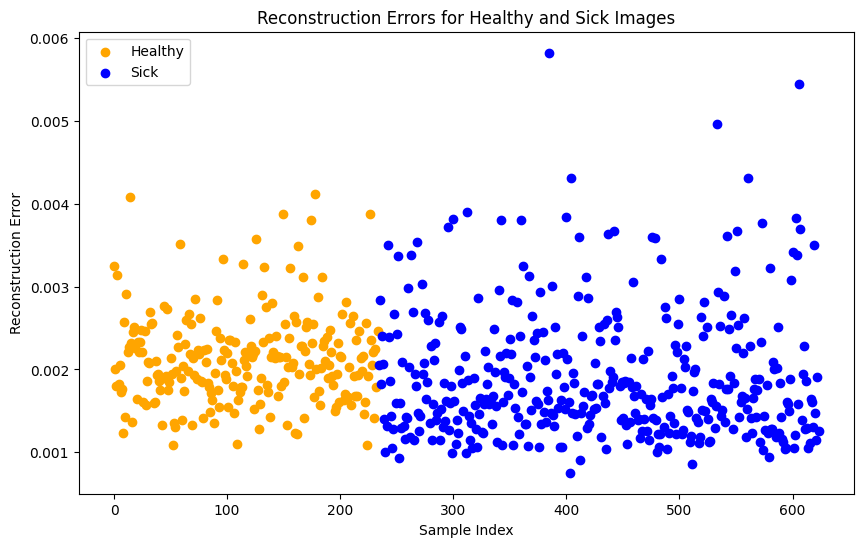 Reconstruction Errors for Healthy and Sick Images
Healthy
Sick
0.006
0.005
0.004
0.003
0.002
0.001
Reconstruction Error
0 100 200 300 400 500 600
Sample Index